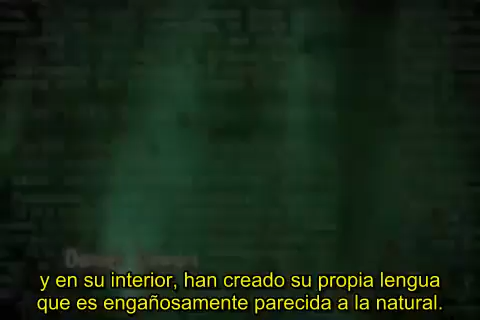 y en su interior, han creado su propia lengua
que es engañosamente parecida a la natural.